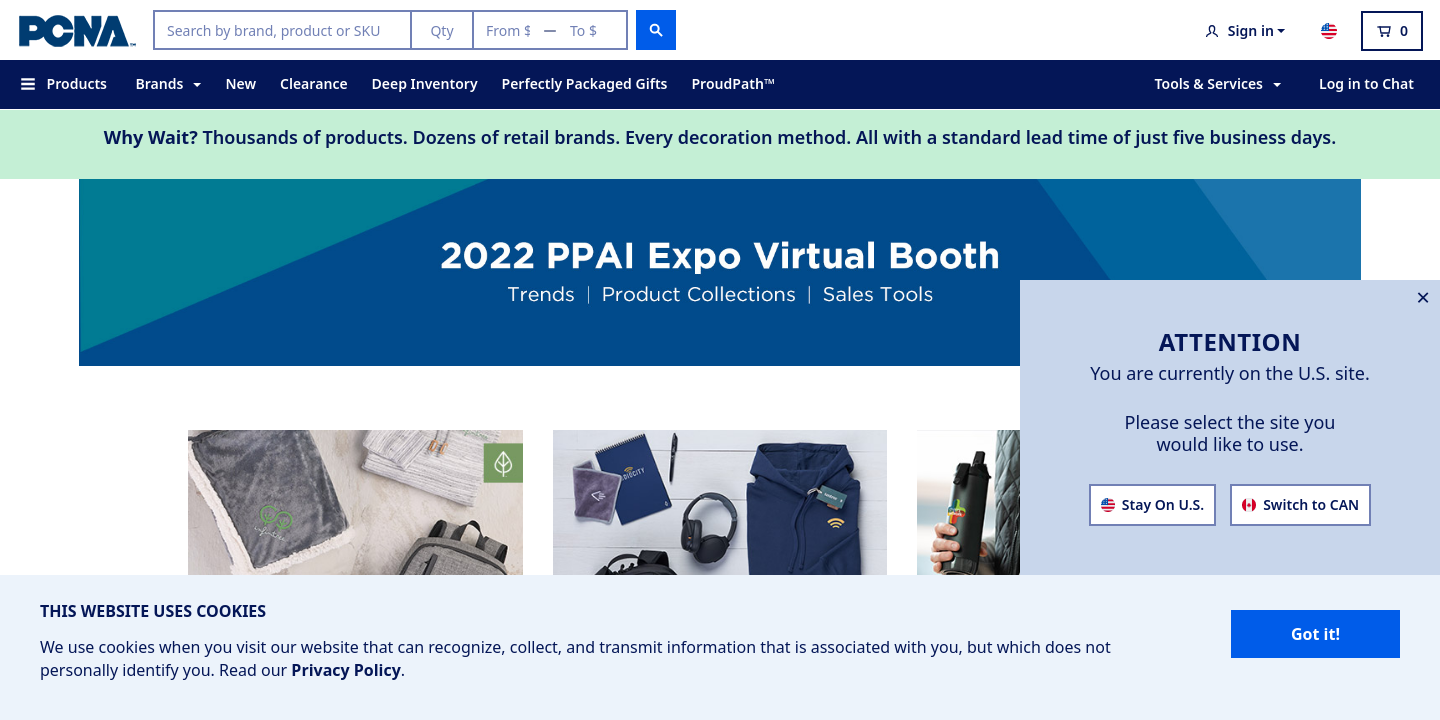 PCNA™
Search by brand, product or SKU
Qty
From $ — To $
Sign in
0
Products
Brands
New
Clearance
Deep Inventory
Perfectly Packaged Gifts
ProudPath™
Tools & Services
Log in to Chat
Why Wait? Thousands of products. Dozens of retail brands. Every decoration method. All with a standard lead time of just five business days.
2022 PPAI Expo Virtual Booth
Trends | Product Collections | Sales Tools
ATTENTION
You are currently on the U.S. site.
Please select the site you
would like to use.
Stay On U.S.
Switch to CAN
THIS WEBSITE USES COOKIES
We use cookies when you visit our website that can recognize, collect, and transmit information that is associated with you, but which does not
personally identify you. Read our Privacy Policy.
Got it!